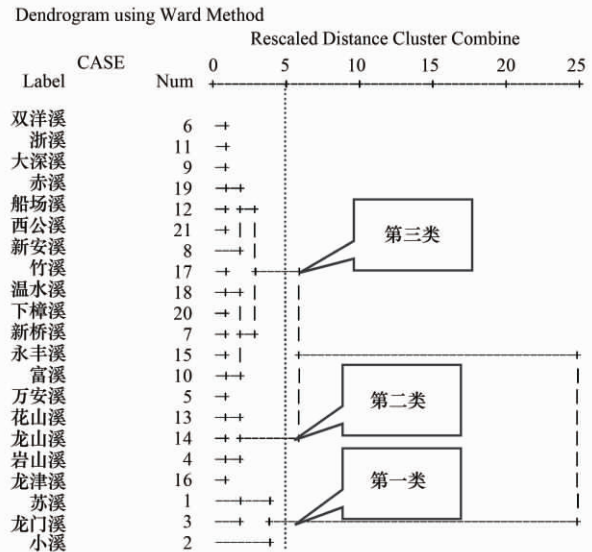 Dendrogram using Ward Method
Rescaled Distance Cluster Combine
CASE 0 5 10 15 20 25
Label Num
双洋溪 6
浙溪 11
大深溪 9
赤溪 19
船场溪 12
西公溪 21
新安溪 8
竹溪 17
温水溪 18
下樟溪 20
新桥溪 7
永丰溪 15
富溪 10
万安溪 5
花山溪 13
龙山溪 14
岩山溪 4
龙津溪 16
苏溪 1
龙门溪 3
小溪 2
第三类
第二类
第一类